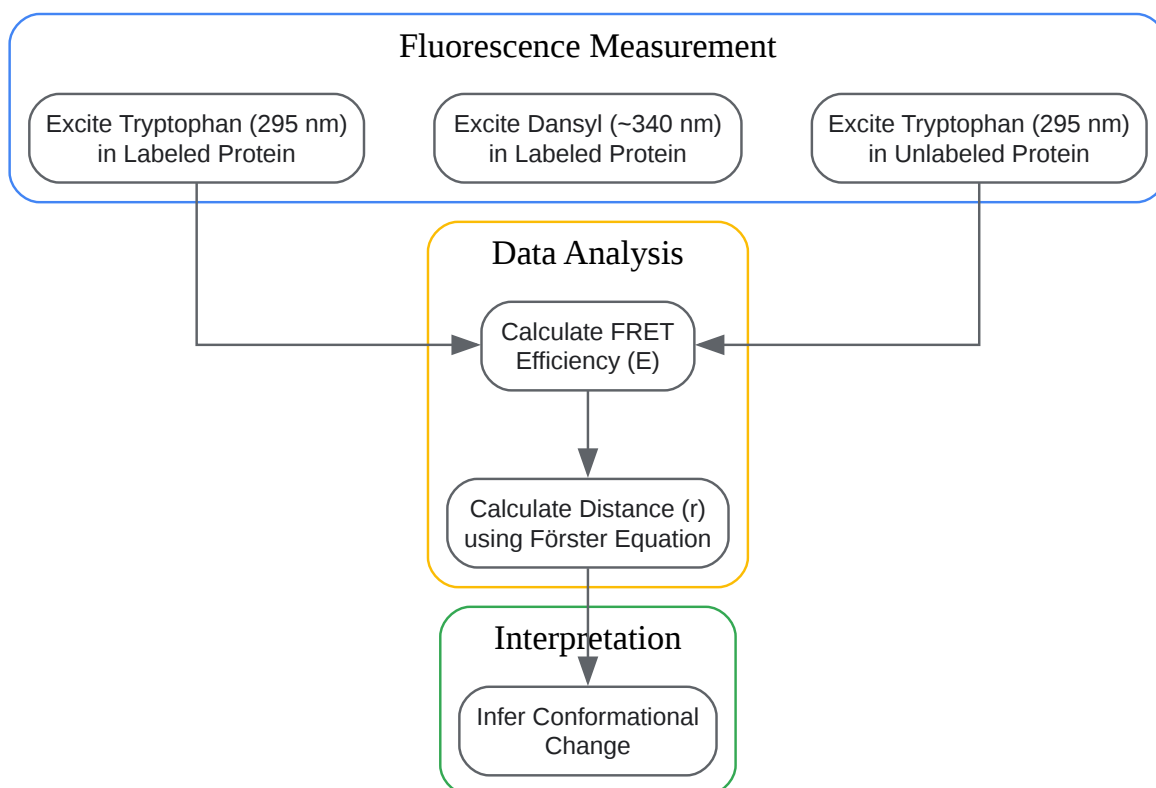 Fluorescence Measurement
Excite Tryptophan (295 nm)
in Labeled Protein
Excite Dansyl (~340 nm)
in Labeled Protein
Excite Tryptophan (295 nm)
in Unlabeled Protein
Data Analysis
Calculate FRET
Efficiency (E)
Calculate Distance (r)
using Förster Equation
Interpretation
Infer Conformational
Change